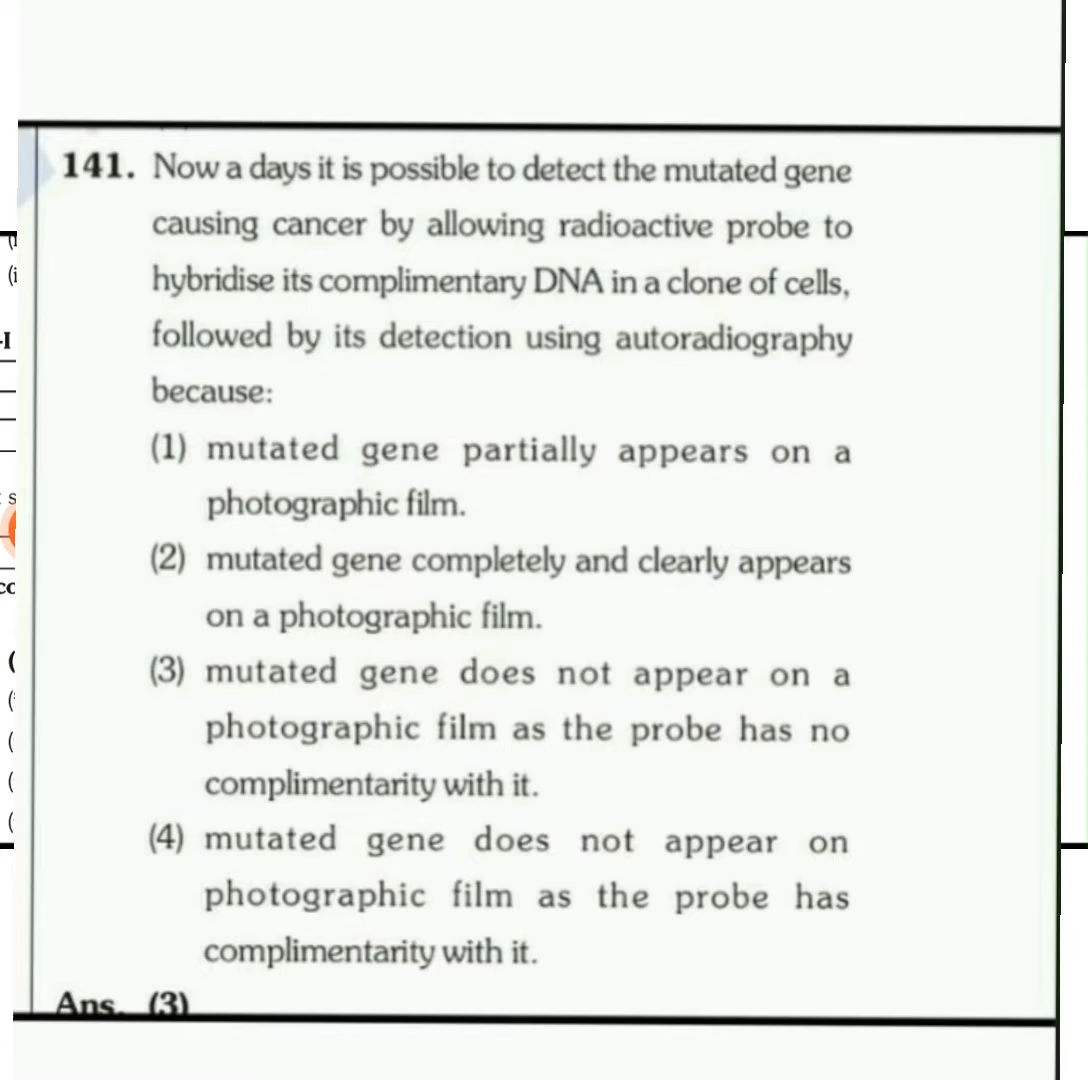 141. Now a days it is possible to detect the mutated gene
causing cancer by allowing radioactive probe to
hybridise its complimentary DNA in a clone of cells,
followed by its detection using autoradiography
because:
(1) mutated gene partially appears on a
photographic film.
(2) mutated gene completely and clearly appears
on a photographic film.
(3) mutated gene does not appear on a
photographic film as the probe has no
complimentarity with it.
(4) mutated gene does not appear on
photographic film as the probe has
complimentarity with it.
Ans. (3)